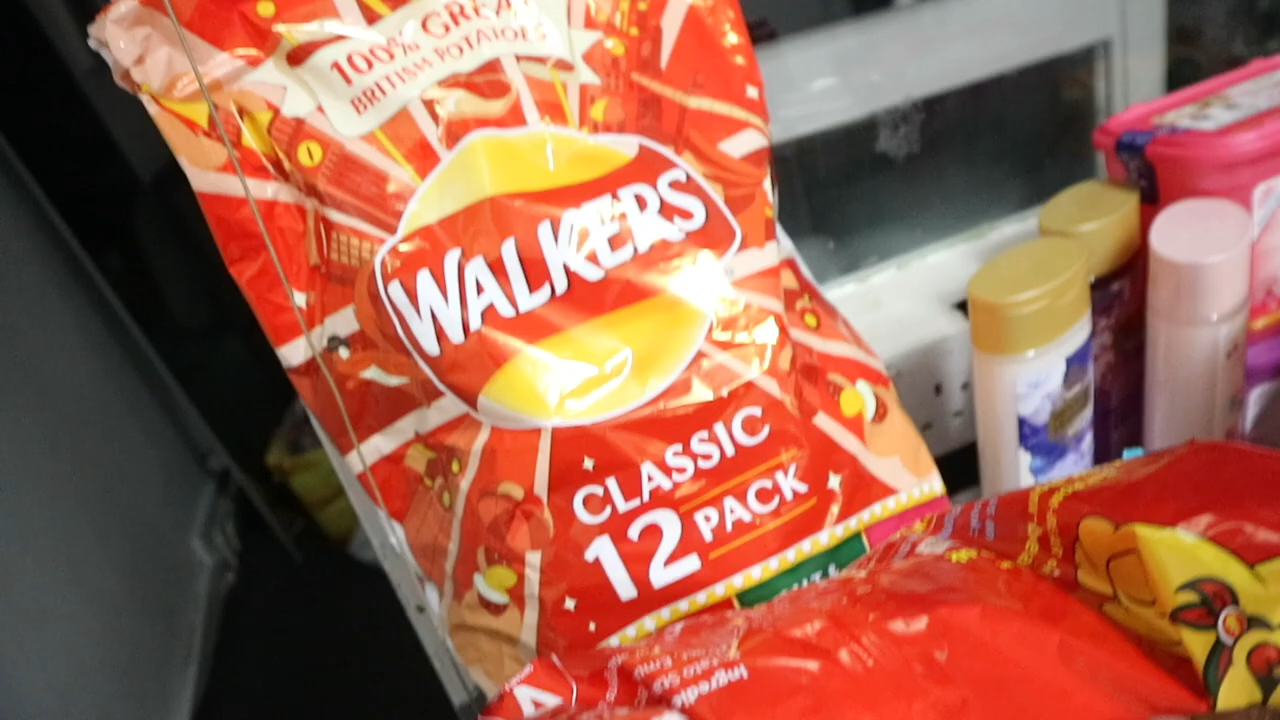 100% GREAT
BRITISH POTATOES
WALKERS
CLASSIC
12 PACK